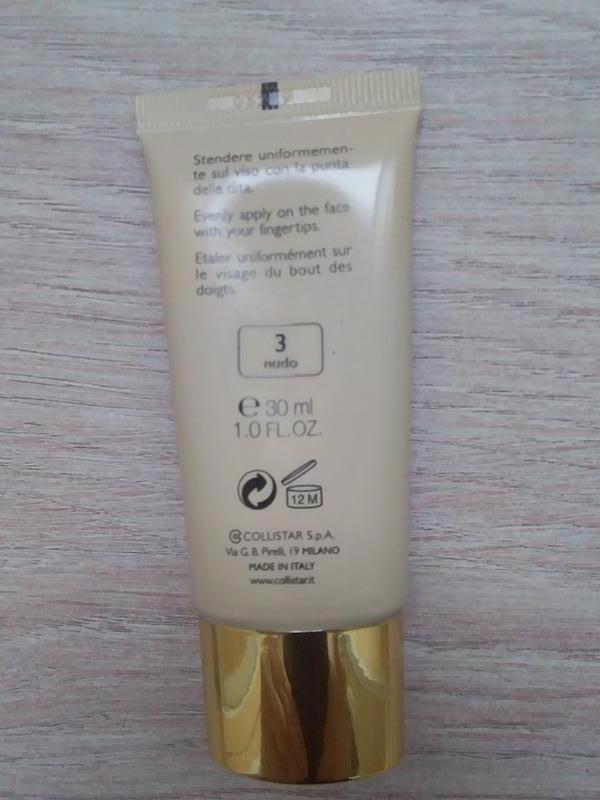 Stendere uniformemen-
te sul viso con la punta
delle dita.
Evenly apply on the face
with your fingertips.
Etaler uniformément sur
le visage du bout des
doigts.
3
nudo
e 30 ml
1.0 FL.OZ.
12 M
COLLISTAR S.p.A.
Via G. B. Pirelli, 19 MILANO
MADE IN ITALY
www.collistar.it